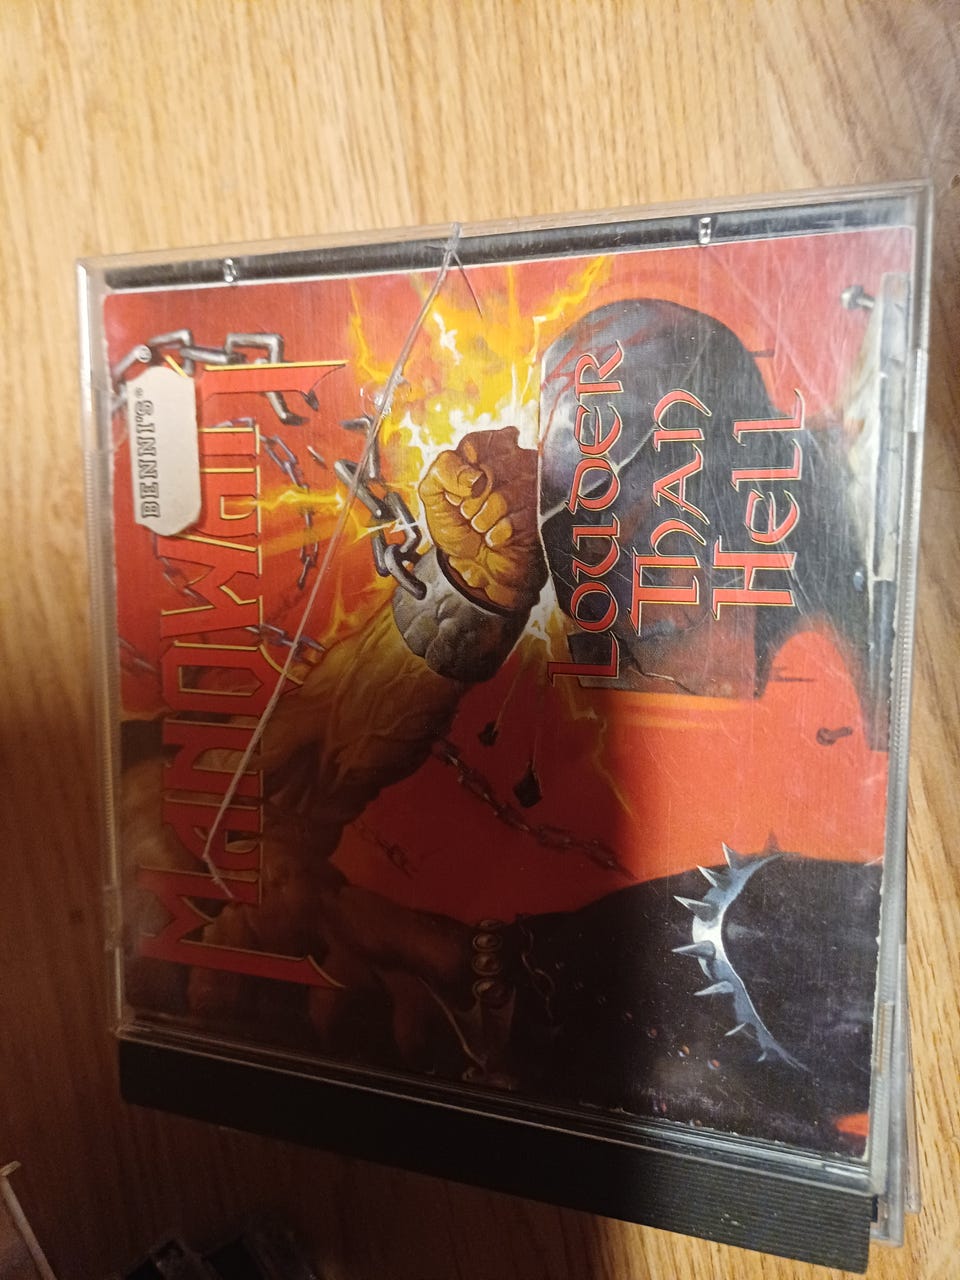 BENNI'S®
MANOWAR
LOUDER
THAN
HELL